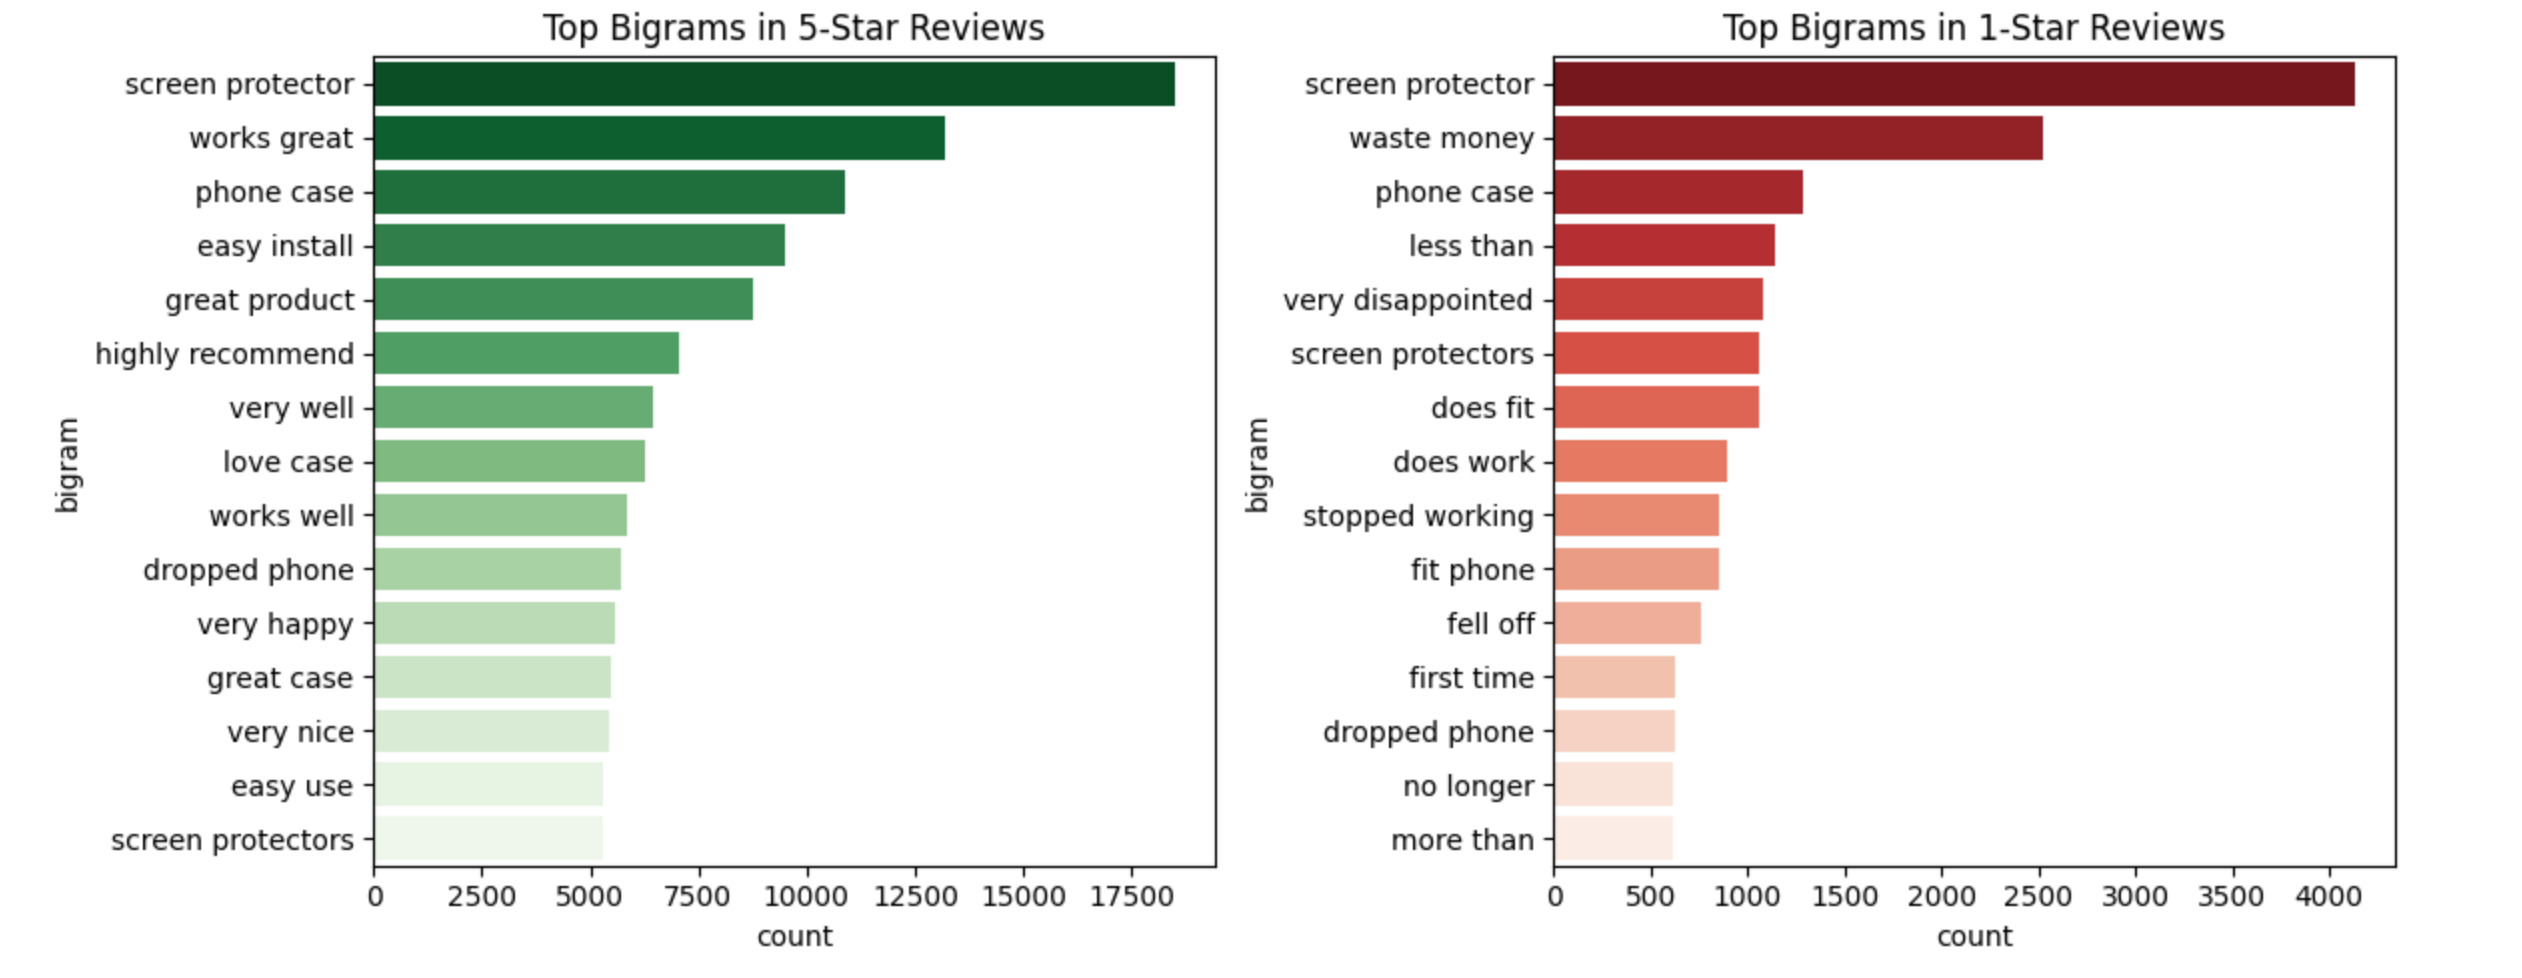 Top Bigrams in 5-Star Reviews
screen protector
works great
phone case
easy install
great product
highly recommend
very well
love case
works well
dropped phone
very happy
great case
very nice
easy use
screen protectors
bigram
0 2500 5000 7500 10000 12500 15000 17500
count
Top Bigrams in 1-Star Reviews
screen protector
waste money
phone case
less than
very disappointed
screen protectors
does fit
does work
stopped working
fit phone
fell off
first time
dropped phone
no longer
more than
bigram
0 500 1000 1500 2000 2500 3000 3500 4000
count